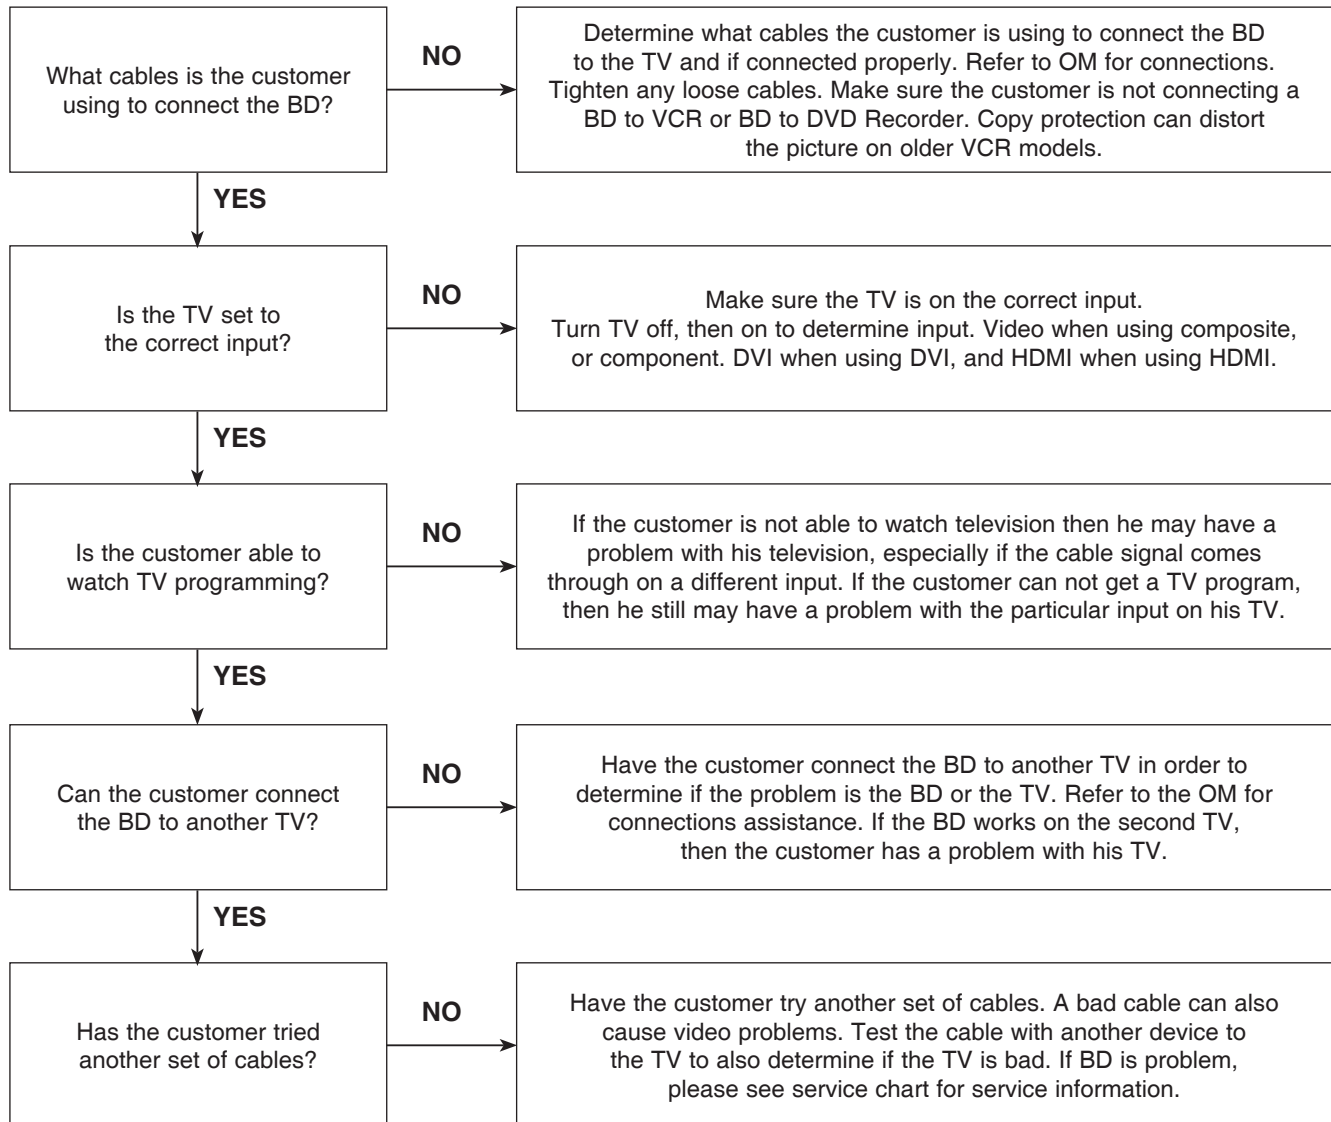 What cables is the customer
using to connect the BD?
NO
Determine what cables the customer is using to connect the BD
to the TV and if connected properly. Refer to OM for connections.
Tighten any loose cables. Make sure the customer is not connecting a
BD to VCR or BD to DVD Recorder. Copy protection can distort
the picture on older VCR models.
YES
Is the TV set to
the correct input?
NO
Make sure the TV is on the correct input.
Turn TV off, then on to determine input. Video when using composite,
or component. DVI when using DVI, and HDMI when using HDMI.
YES
Is the customer able to
watch TV programming?
NO
If the customer is not able to watch television then he may have a
problem with his television, especially if the cable signal comes
through on a different input. If the customer can not get a TV program,
then he still may have a problem with the particular input on his TV.
YES
Can the customer connect
the BD to another TV?
NO
Have the customer connect the BD to another TV in order to
determine if the problem is the BD or the TV. Refer to the OM for
connections assistance. If the BD works on the second TV,
then the customer has a problem with his TV.
YES
Has the customer tried
another set of cables?
NO
Have the customer try another set of cables. A bad cable can also
cause video problems. Test the cable with another device to
the TV to also determine if the TV is bad. If BD is problem,
please see service chart for service information.